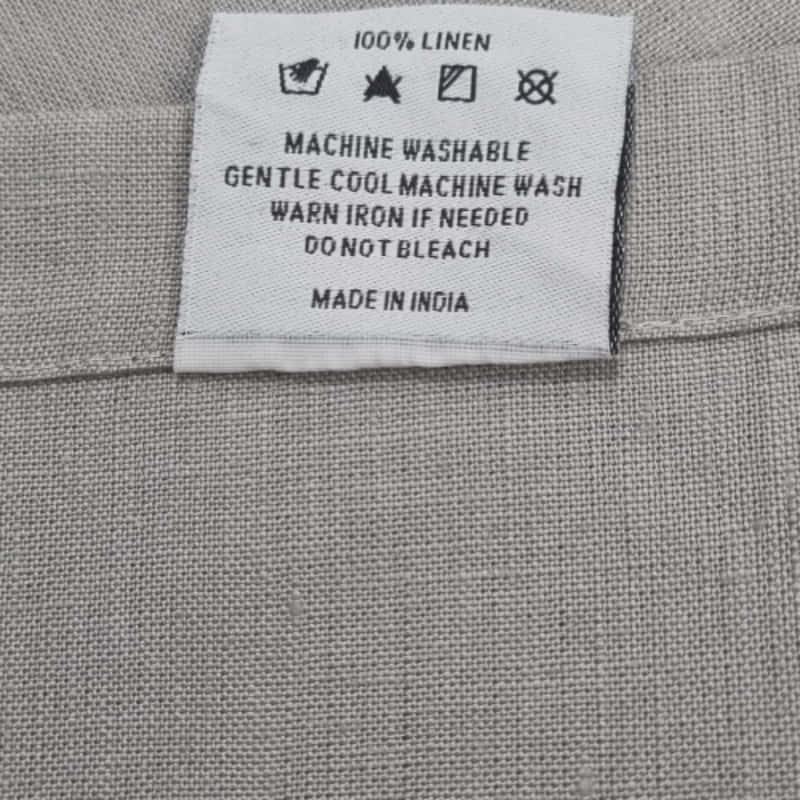 100% LINEN
MACHINE WASHABLE
GENTLE COOL MACHINE WASH
WARN IRON IF NEEDED
DO NOT BLEACH
MADE IN INDIA